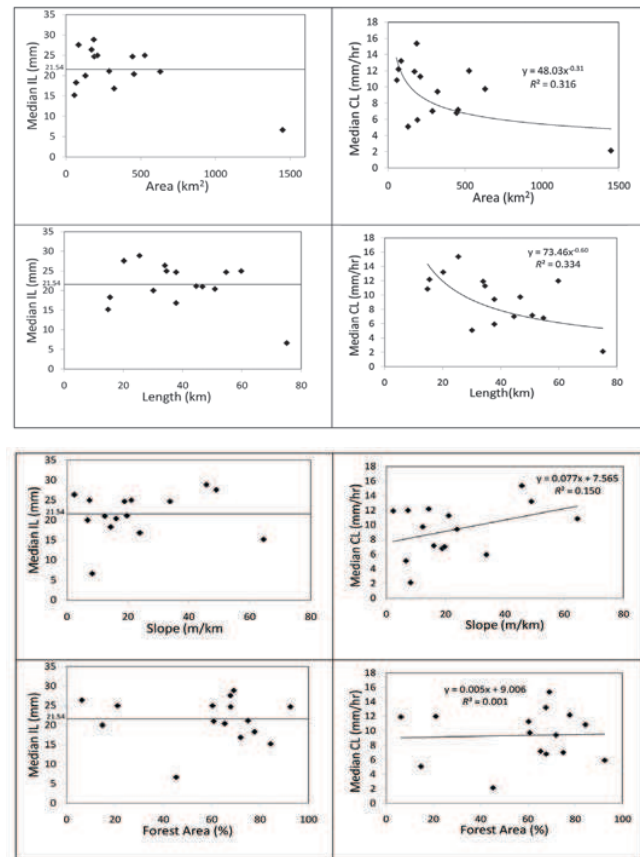 Median IL (mm)
35
30
25
21.54
20
15
10
5
0
0 500 1000 1500
Area (km²)
Median CL (mm/hr)
18
16
14
12
10
8
6
4
2
0
y = 48.03x^-0.31
R² = 0.316
0 500 1000 1500
Area (km²)
Median IL (mm)
35
30
25
21.54
20
15
10
5
0
0 20 40 60 80
Length (km)
Median CL (mm/hr)
18
16
14
12
10
8
6
4
2
0
y = 73.46x^-0.60
R² = 0.334
0 20 40 60 80
Length(km)
Median IL (mm)
35
30
25
21.54
20
15
10
5
0
0 20 40 60 80
Slope (m/km
Median CL (mm/hr)
18
16
14
12
10
8
6
4
2
0
y = 0.077x + 7.565
R² = 0.150
0 20 40 60 80
Slope (m/km)
Median IL (mm)
35
30
25
21.54
20
15
10
5
0
0 20 40 60 80 100
Forest Area (%)
Median CL (mm/hr)
18
16
14
12
10
8
6
4
2
0
y = 0.005x + 9.006
R² = 0.001
0 20 40 60 80 100
Forest Area (%)